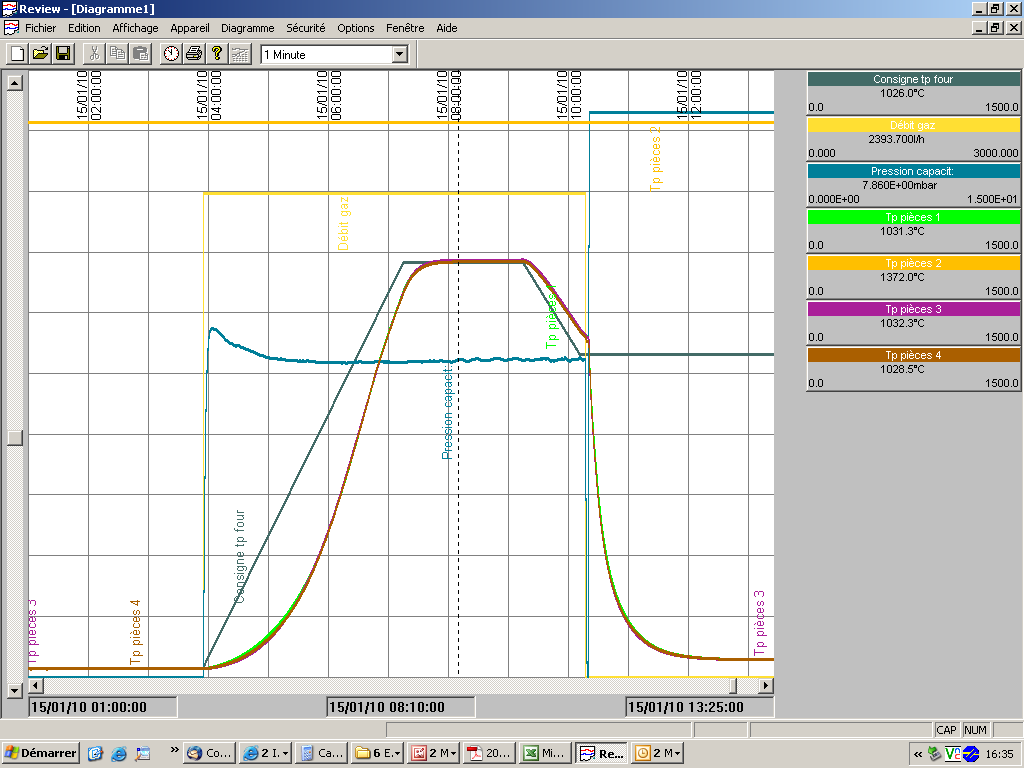 Review - [Diagramme1]
Fichier Edition Affichage Appareil Diagramme Sécurité Options Fenêtre Aide
1 Minute
15/01/10 02:00:00
15/01/10 04:00:00
15/01/10 06:00:00
15/01/10 08:00:00
15/01/10 10:00:00
15/01/10 12:00:00
Tp pièces 2
Débit gaz
Tp pièces 1
Pression capacit:
Consigne tp four
Tp pièces 3
Tp pièces 4
Tp pièces 3
Consigne tp four
1026.0°C
0.0 1500.0
Débit gaz
2393.700l/h
0.000 3000.000
Pression capacit:
7.860E+00mbar
0.000E+00 1.500E+01
Tp pièces 1
1031.3°C
0.0 1500.0
Tp pièces 2
1372.0°C
0.0 1500.0
Tp pièces 3
1032.3°C
0.0 1500.0
Tp pièces 4
1028.5°C
0.0 1500.0
15/01/10 01:00:00 15/01/10 08:10:00 15/01/10 13:25:00
CAP NUM
Démarrer » Co... 2 I. Ca... 6 E. 2 M 20... Mi... Re... 2 M « 16:35